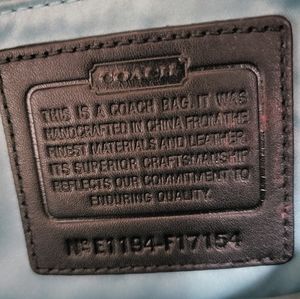 COACH
THIS IS A COACH BAG. IT WAS
HANDCRAFTED IN CHINA FROM THE
FINEST MATERIALS AND LEATHER.
ITS SUPERIOR CRAFTSMANSHIP
REFLECTS OUR COMMITMENT TO
ENDURING QUALITY.
No E1194-F17154